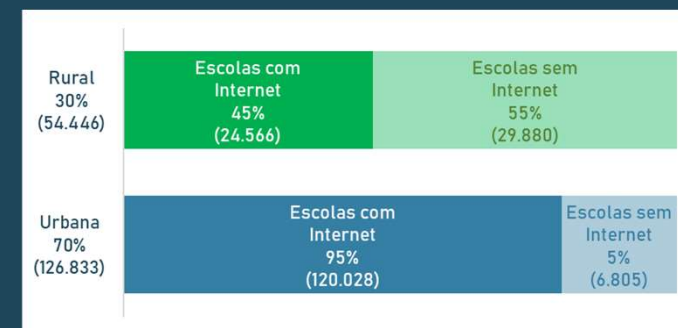 Rural
30%
(54.446)
Escolas com
Internet
45%
(24.566)
Escolas sem
Internet
55%
(29.880)
Urbana
70%
(126.833)
Escolas com
Internet
95%
(120.028)
Escolas sem
Internet
5%
(6.805)